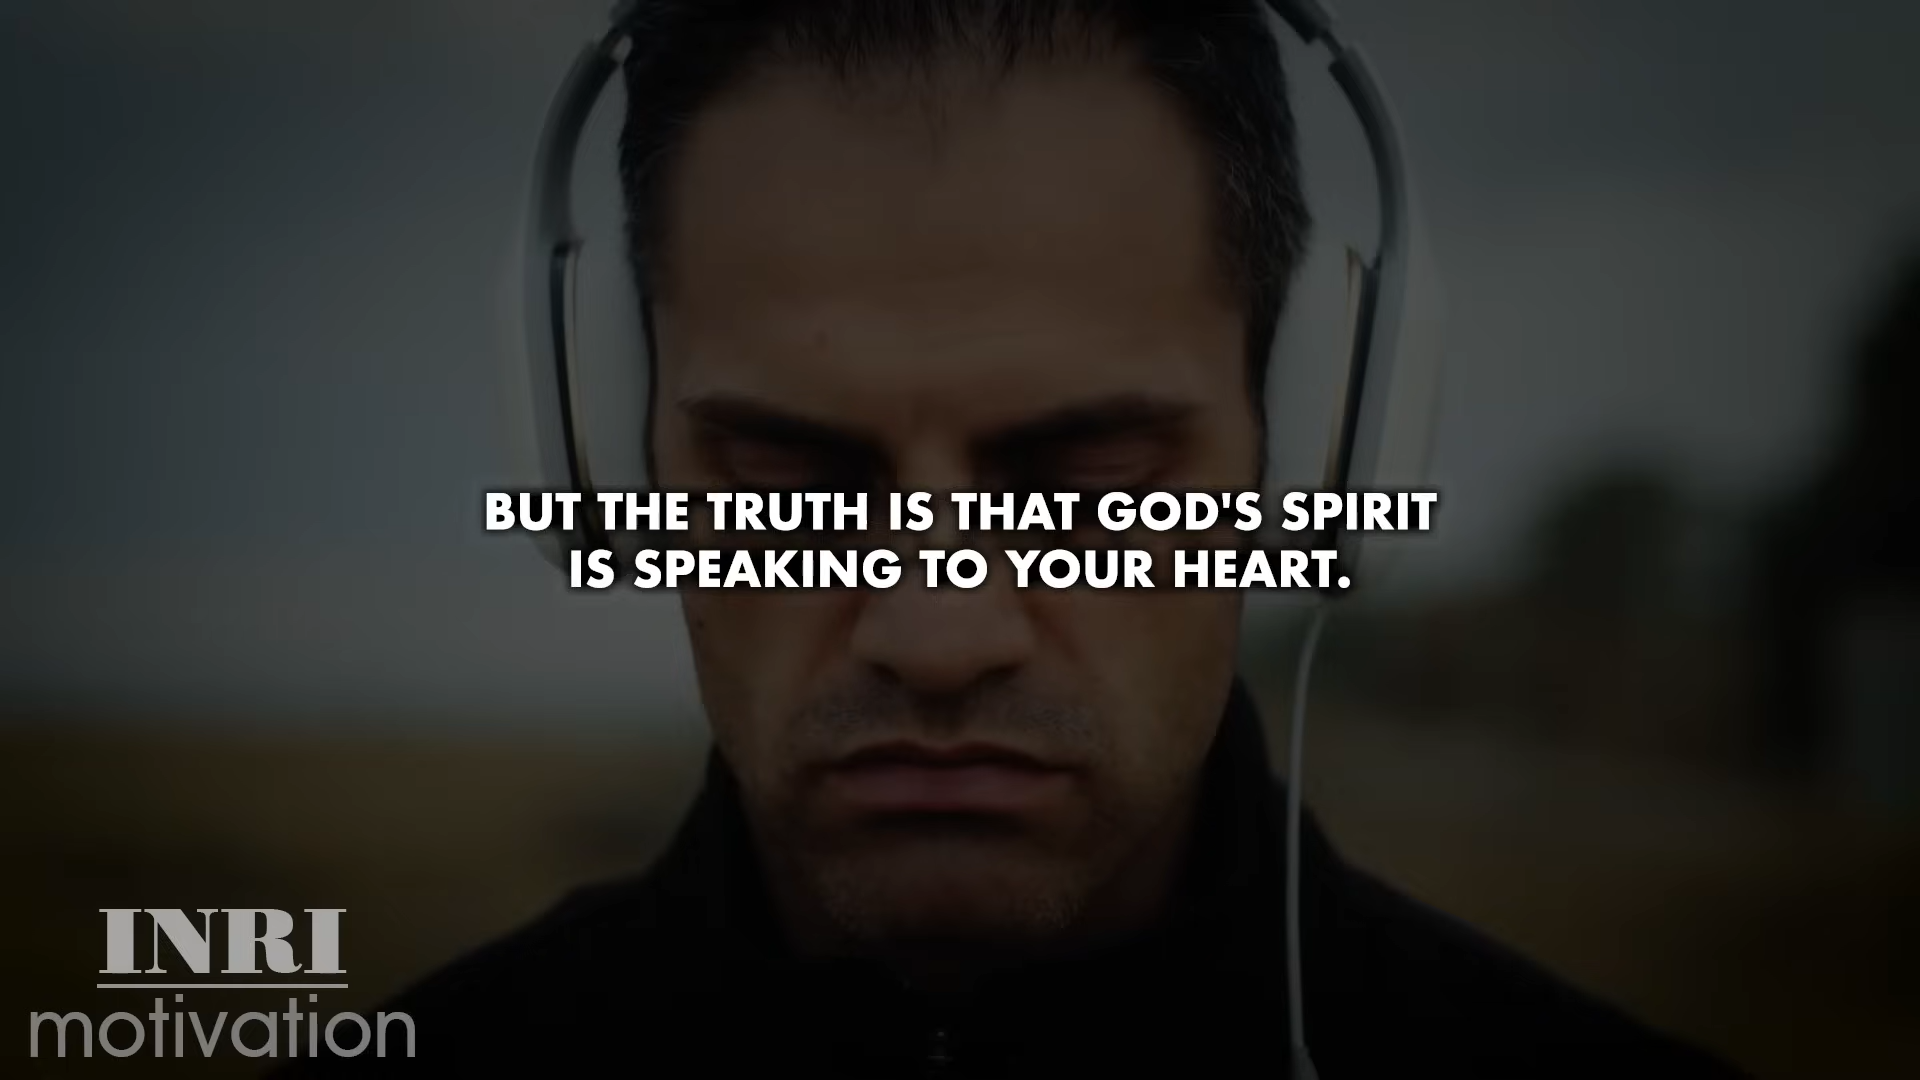 BUT THE TRUTH IS THAT GOD'S SPIRIT
IS SPEAKING TO YOUR HEART.
INRI
motivation